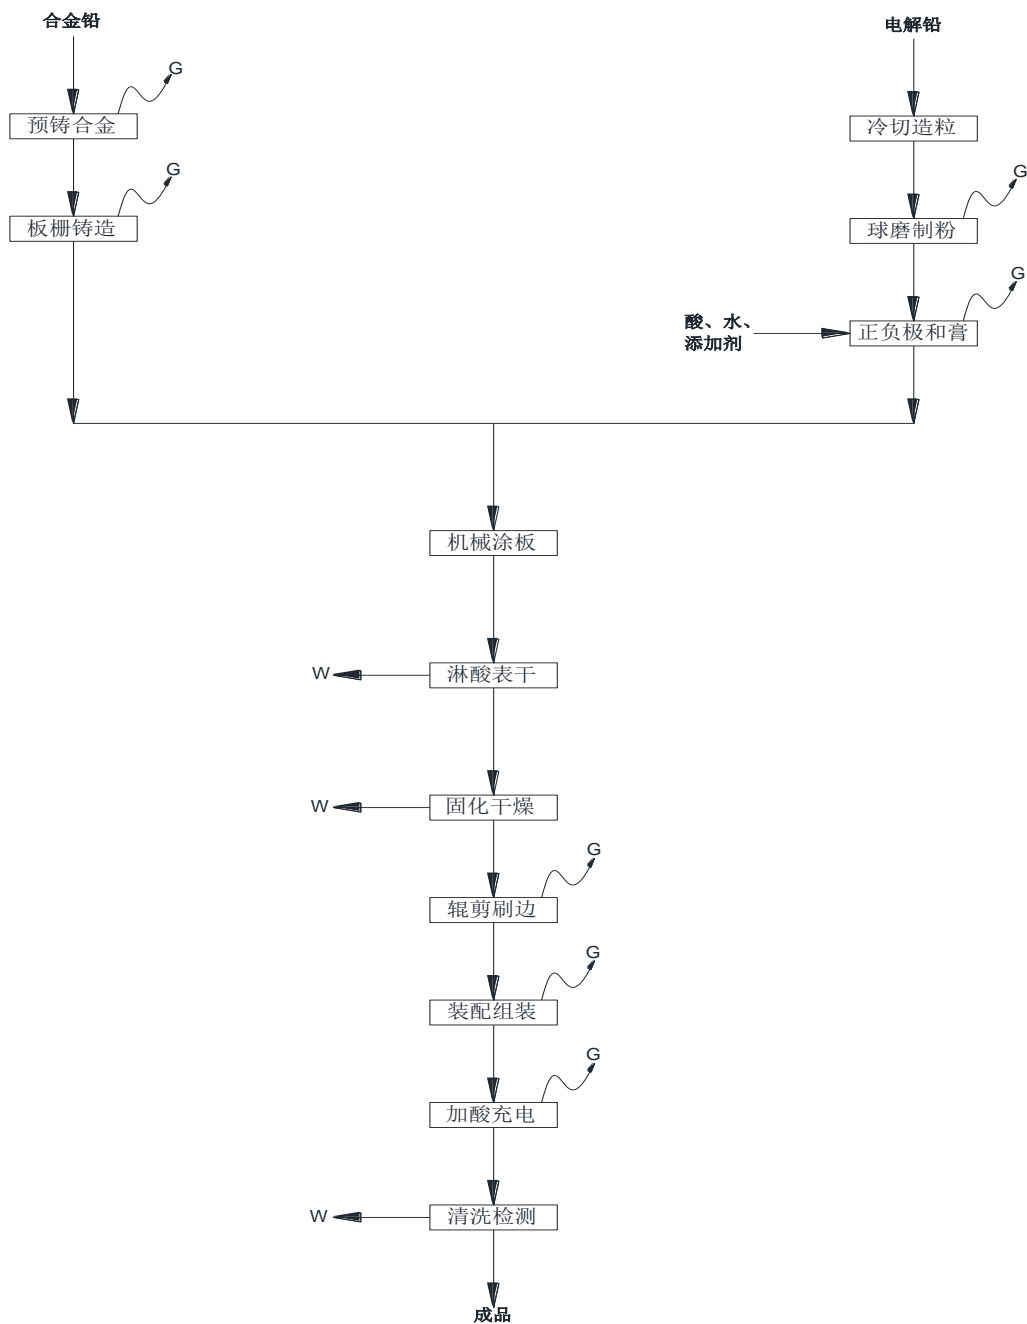 合金铅
电解铅
G
预铸合金
冷切造粒
G
板栅铸造
G
球磨制粉
G
酸、水、
添加剂
正负极和膏
机械涂板
W
淋酸表干
W
固化干燥
G
辊剪刷边
G
装配组装
G
加酸充电
W
清洗检测
成品